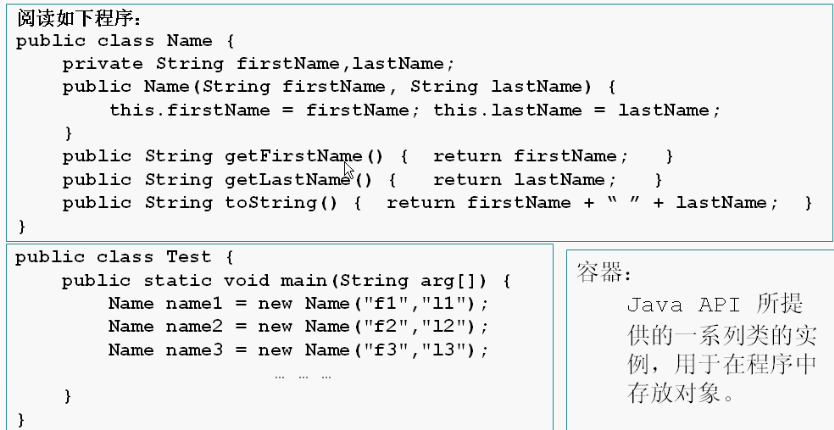 阅读如下程序:
public class Name {
private String firstName,lastName;
public Name(String firstName, String lastName) {
this.firstName = firstName; this.lastName = lastName;
}
public String getFirstName() { return firstName; }
public String getLastName() { return lastName; }
public String toString() { return firstName + “ ” + lastName; }
}
public class Test {
public static void main(String arg[]) {
Name name1 = new Name("f1","l1");
Name name2 = new Name("f2","l2");
Name name3 = new Name("f3","l3");
… … …
}
}
容器:
Java API 所提
供的一系列类的实
例，用于在程序中
存放对象。